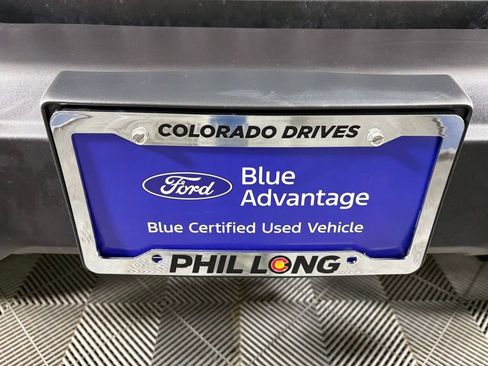 COLORADO DRIVES
Ford
Blue
Advantage
Blue Certified Used Vehicle
PHIL LONG